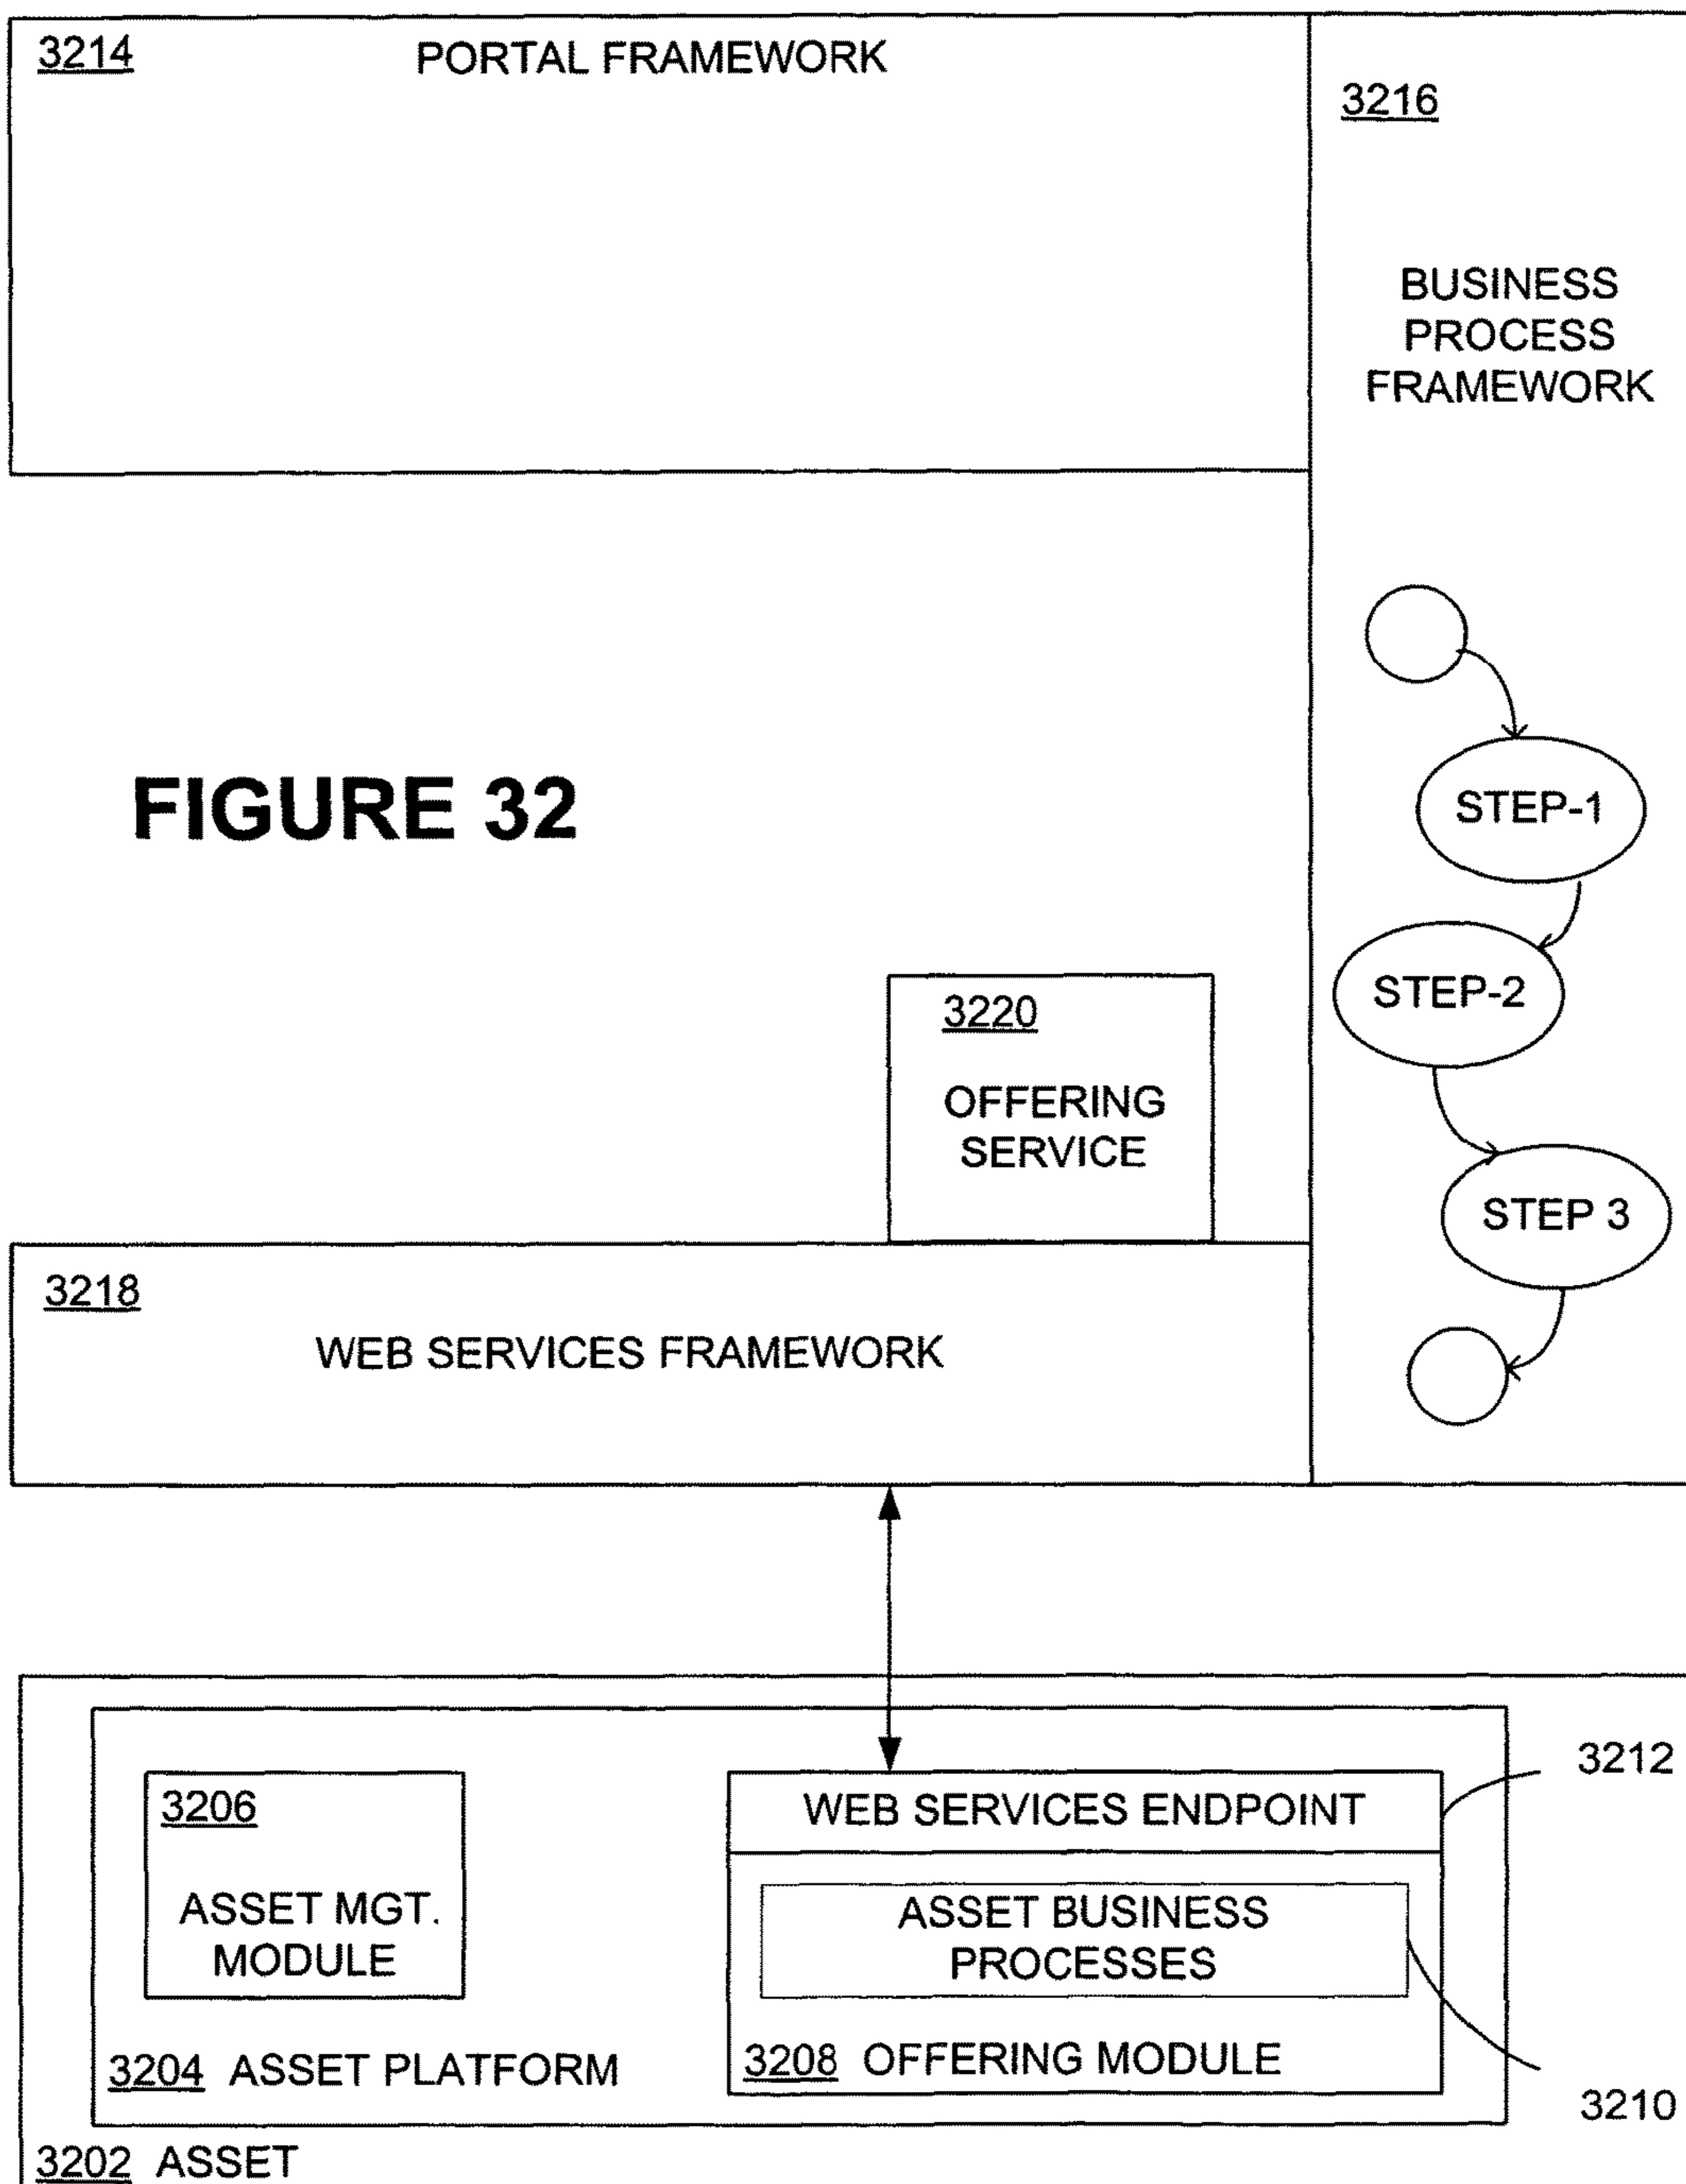 3214 PORTAL FRAMEWORK
3216
BUSINESS
PROCESS
FRAMEWORK
STEP-1
FIGURE 32
STEP-2
3220
OFFERING
SERVICE
STEP 3
3218
WEB SERVICES FRAMEWORK
3212
3206
WEB SERVICES ENDPOINT
ASSET MGT.
MODULE
ASSET BUSINESS
PROCESSES
3204 ASSET PLATFORM
3208 OFFERING MODULE
3210
3202 ASSET